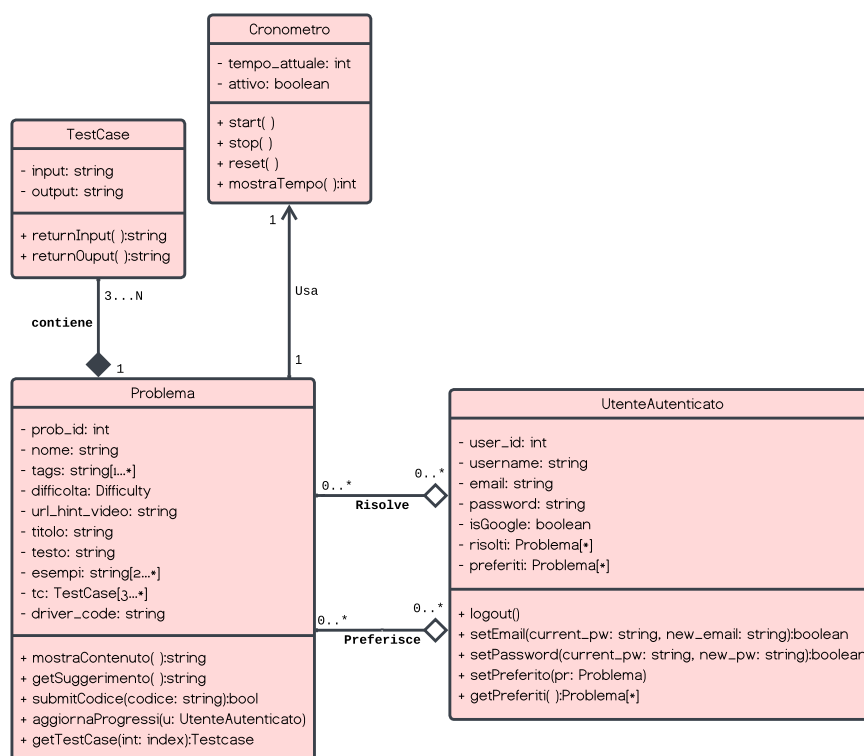 Cronometro
- tempo_attuale: int
- attivo: boolean
+ start( )
+ stop( )
+ reset( )
+ mostraTempo( ):int
TestCase
- input: string
- output: string
+ returnInput( ):string
+ returnOuput( ):string
1
Usa
1
3...N
contiene
1
Problema
- prob_id: int
- nome: string
- tags: string[1...*]
- difficolta: Difficulty
- url_hint_video: string
- titolo: string
- testo: string
- esempi: string[2...*]
- tc: TestCase[3...*]
- driver_code: string
+ mostraContenuto( ):string
+ getSuggerimento( ):string
+ submitCodice(codice: string):bool
+ aggiornaProgressi(u: UtenteAutenticato)
+ getTestCase(int: index):Testcase
0..*
0..*
Risolve
0..*
0..*
Preferisce
UtenteAutenticato
- user_id: int
- username: string
- email: string
- password: string
- isGoogle: boolean
- risolti: Problema[*]
- preferiti: Problema[*]
+ logout()
+ setEmail(current_pw: string, new_email: string):boolean
+ setPassword(current_pw: string, new_pw: string):boolean
+ setPreferito(pr: Problema)
+ getPreferiti( ):Problema[*]